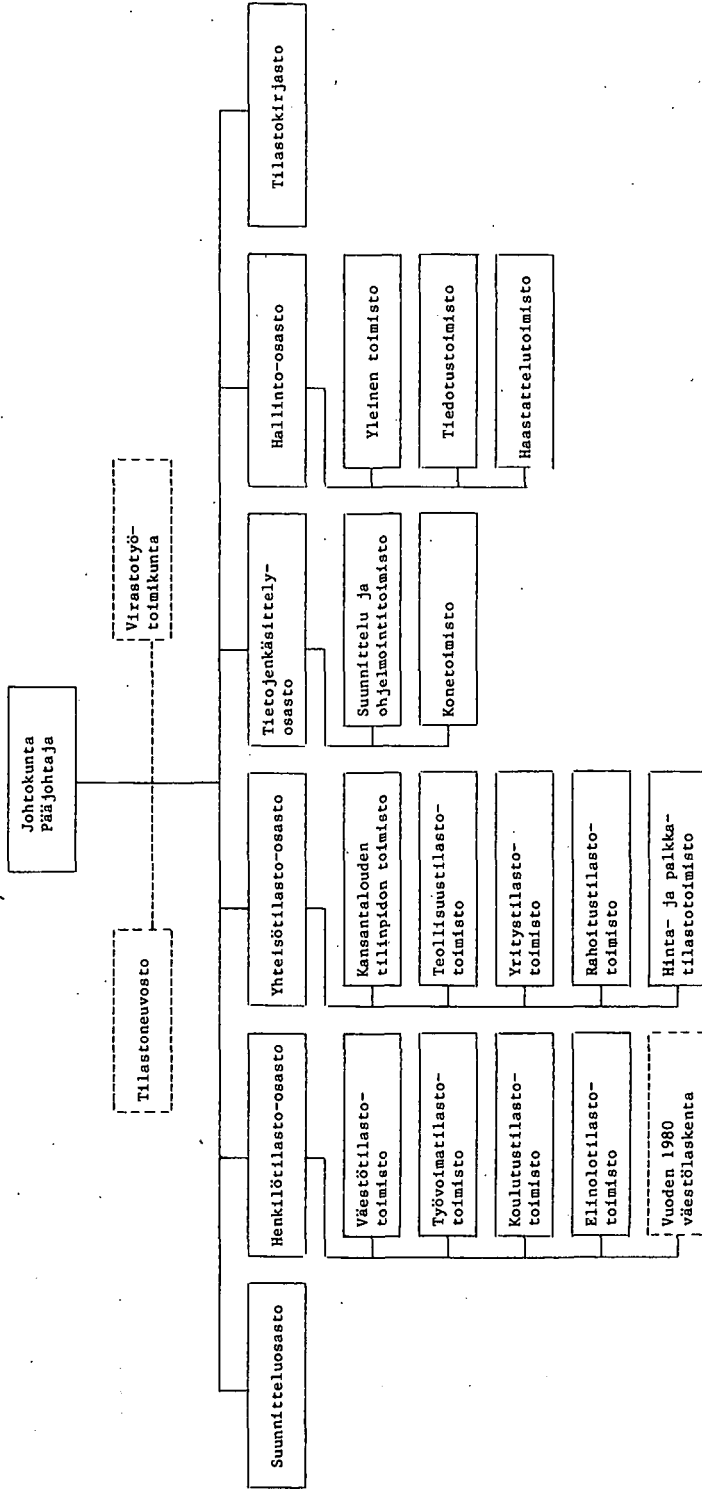 Johtokunta
Pääjohtaja
Tilastoneuvosto
Virastotyö-
toimikunta
Suunnitteluosasto
Henkilötilasto-osasto
Väestötilasto-
toimisto
Työvoimatilasto-
toimisto
Koulutustilasto-
toimisto
Elinolotilasto-
toimisto
Vuoden 1980
väestölaskenta
Yhteisötilasto-osasto
Kansantalouden
tilinpidon toimisto
Teollisuustilasto-
toimisto
Yritystilasto-
toimisto
Rahoitustilasto-
toimisto
Hinta- ja palkka-
tilastotoimisto
Tietojenkäsittely-
osasto
Suunnittelu ja
ohjelmointitoimisto
Konetoimisto
Hallinto-osasto
Yleinen toimisto
Tiedotustoimisto
Haastattelutoimisto
Tilastokirjasto